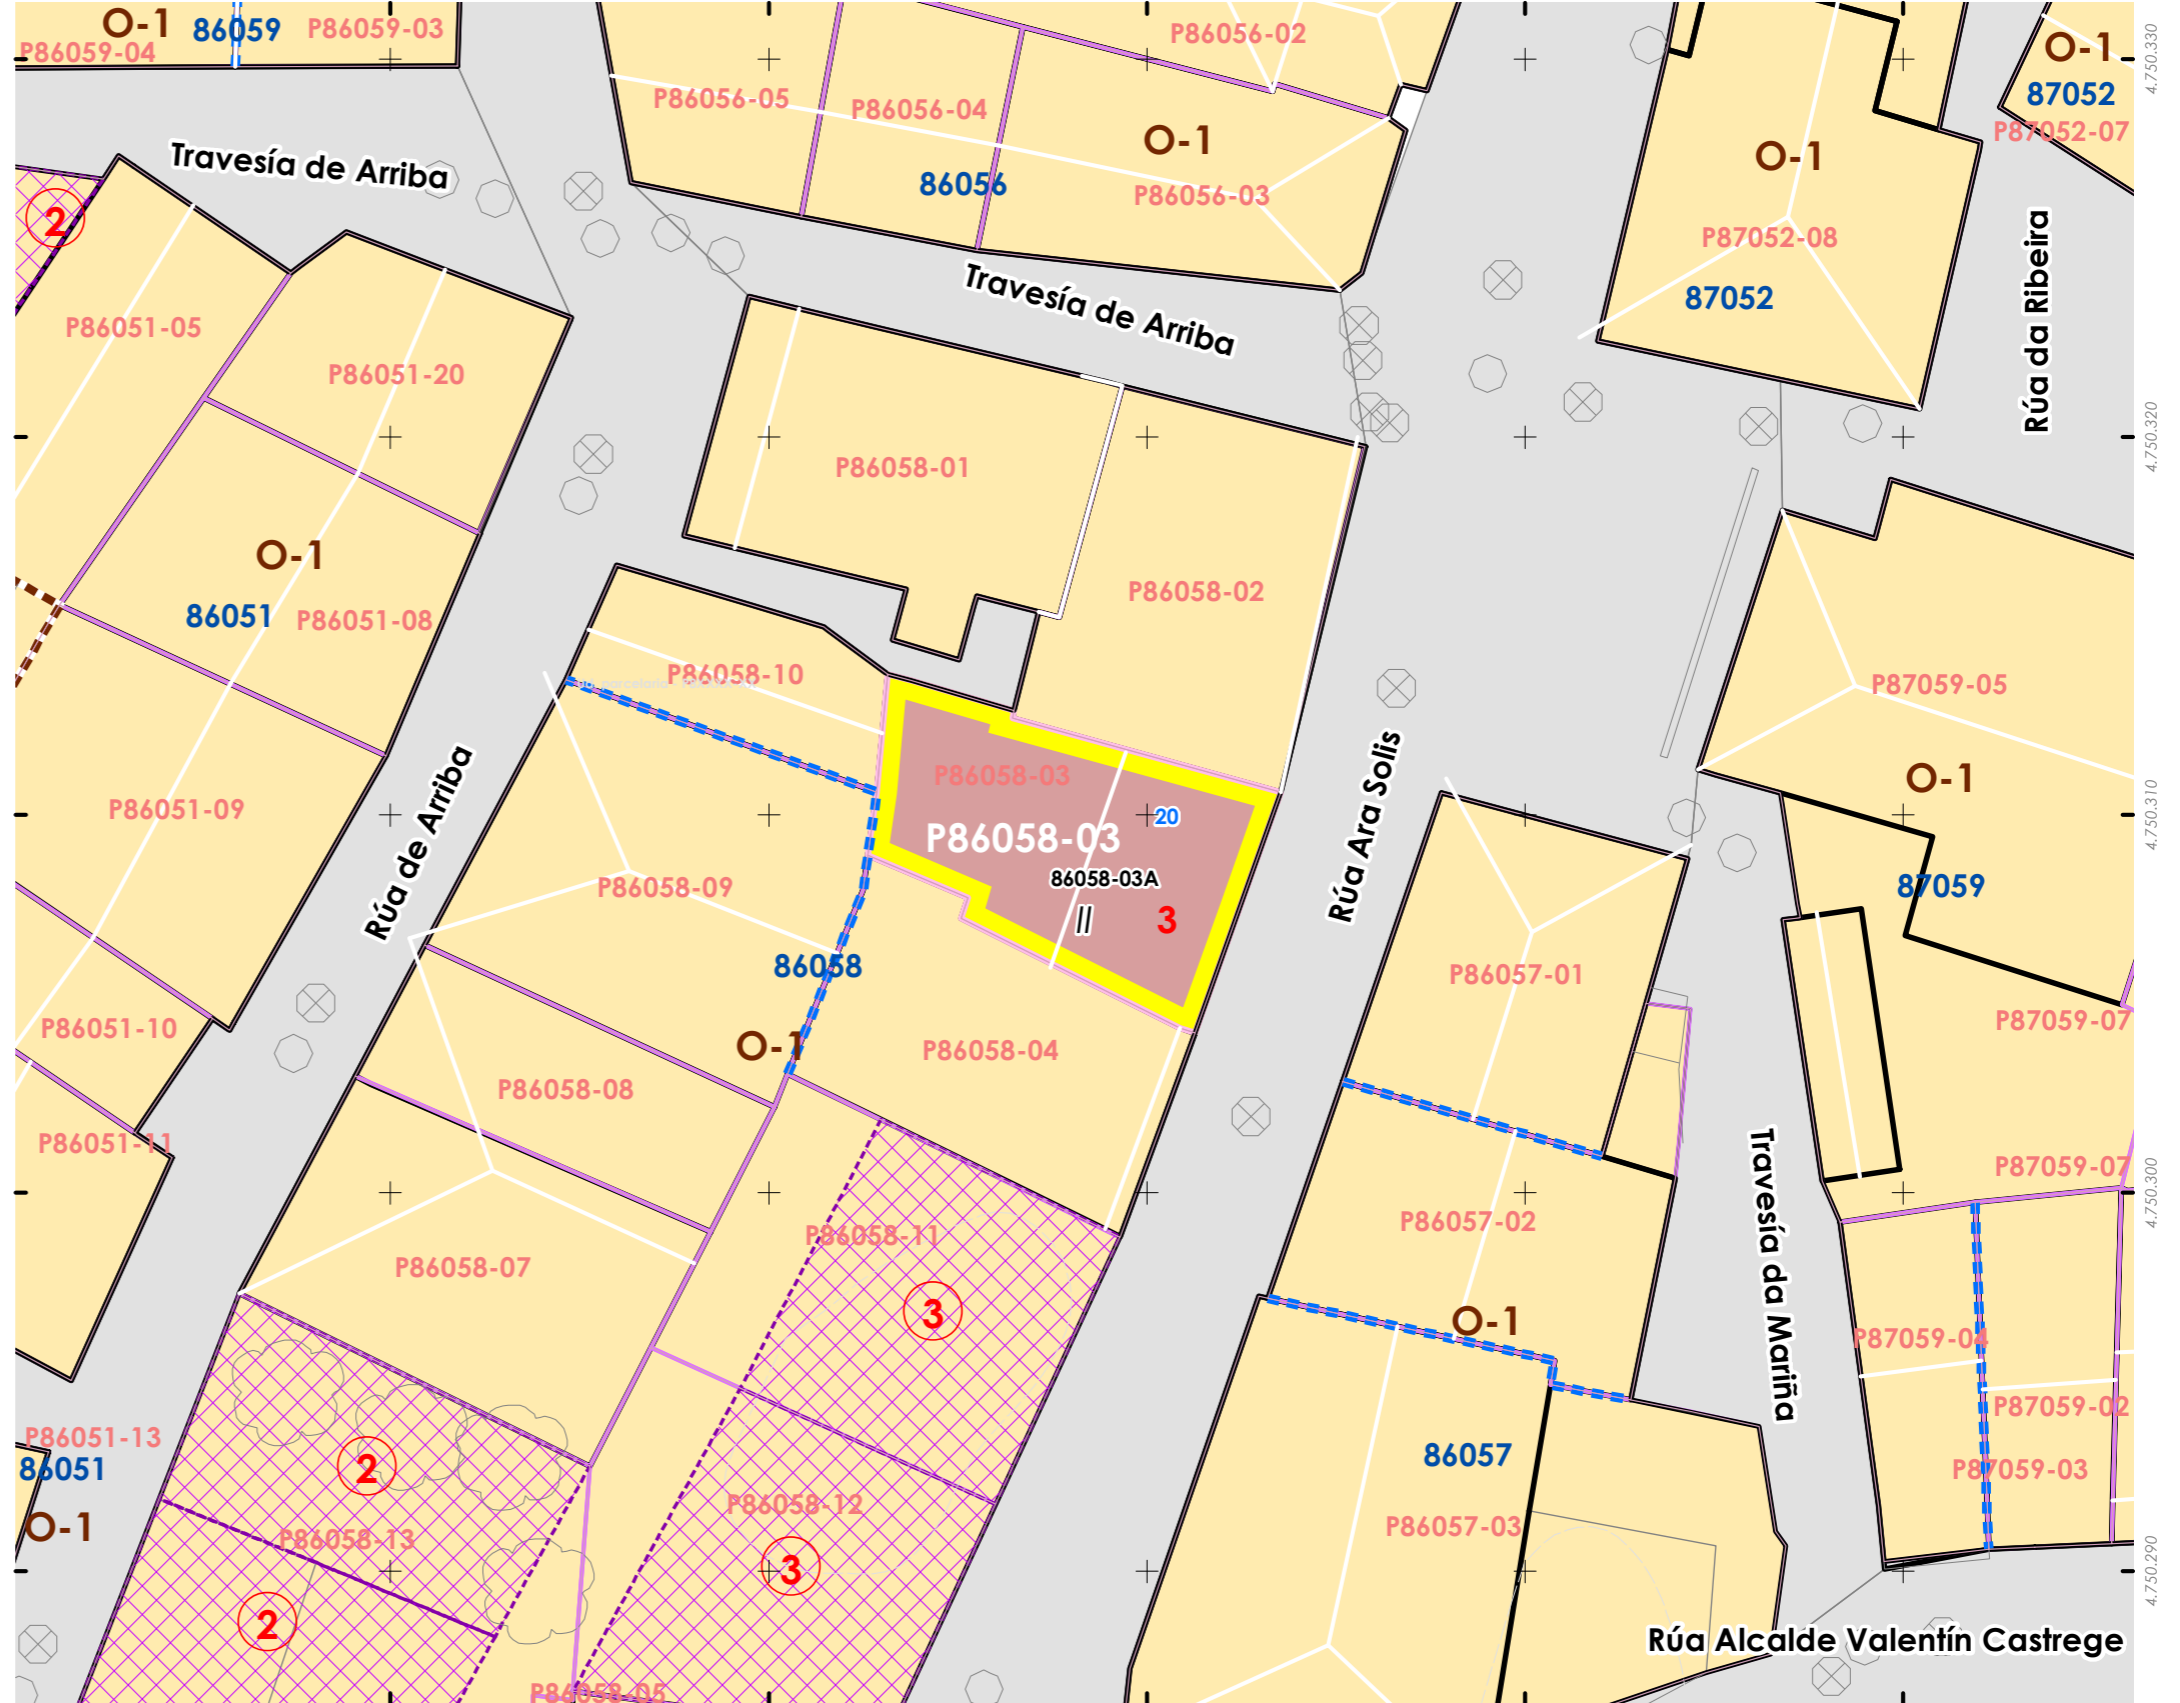 O-1
86059
P86059-03
P86059-04
P86056-02
O-1
87052
P87052-07
4.750.330
P86056-05
P86056-04
O-1
86056
P86056-03
O-1
P87052-08
87052
Travesía de Arriba
2
Travesía de Arriba
Rúa da Ribeira
P86051-05
P86051-20
P86058-01
4.750.320
O-1
86051
P86051-08
P86058-02
P86058-10
P87059-05
P86058-03
O-1
P86051-09
20
P86058-03
4.750.310
Rúa de Arriba
Rúa Ara Solis
86058-03A
II
3
P86058-09
87059
86058
P86057-01
P86051-10
O-1
P86058-04
P87059-07
P86058-08
P86051-11
Travesía da Mariña
P87059-07
4.750.300
P86058-11
P86057-02
P86058-07
3
O-1
P87059-04
P87059-02
P86051-13
86051
2
86057
P87059-03
P86058-12
O-1
P86058-13
P86057-03
3
4.750.290
2
Rúa Alcalde Valentín Castrege
P86058-05